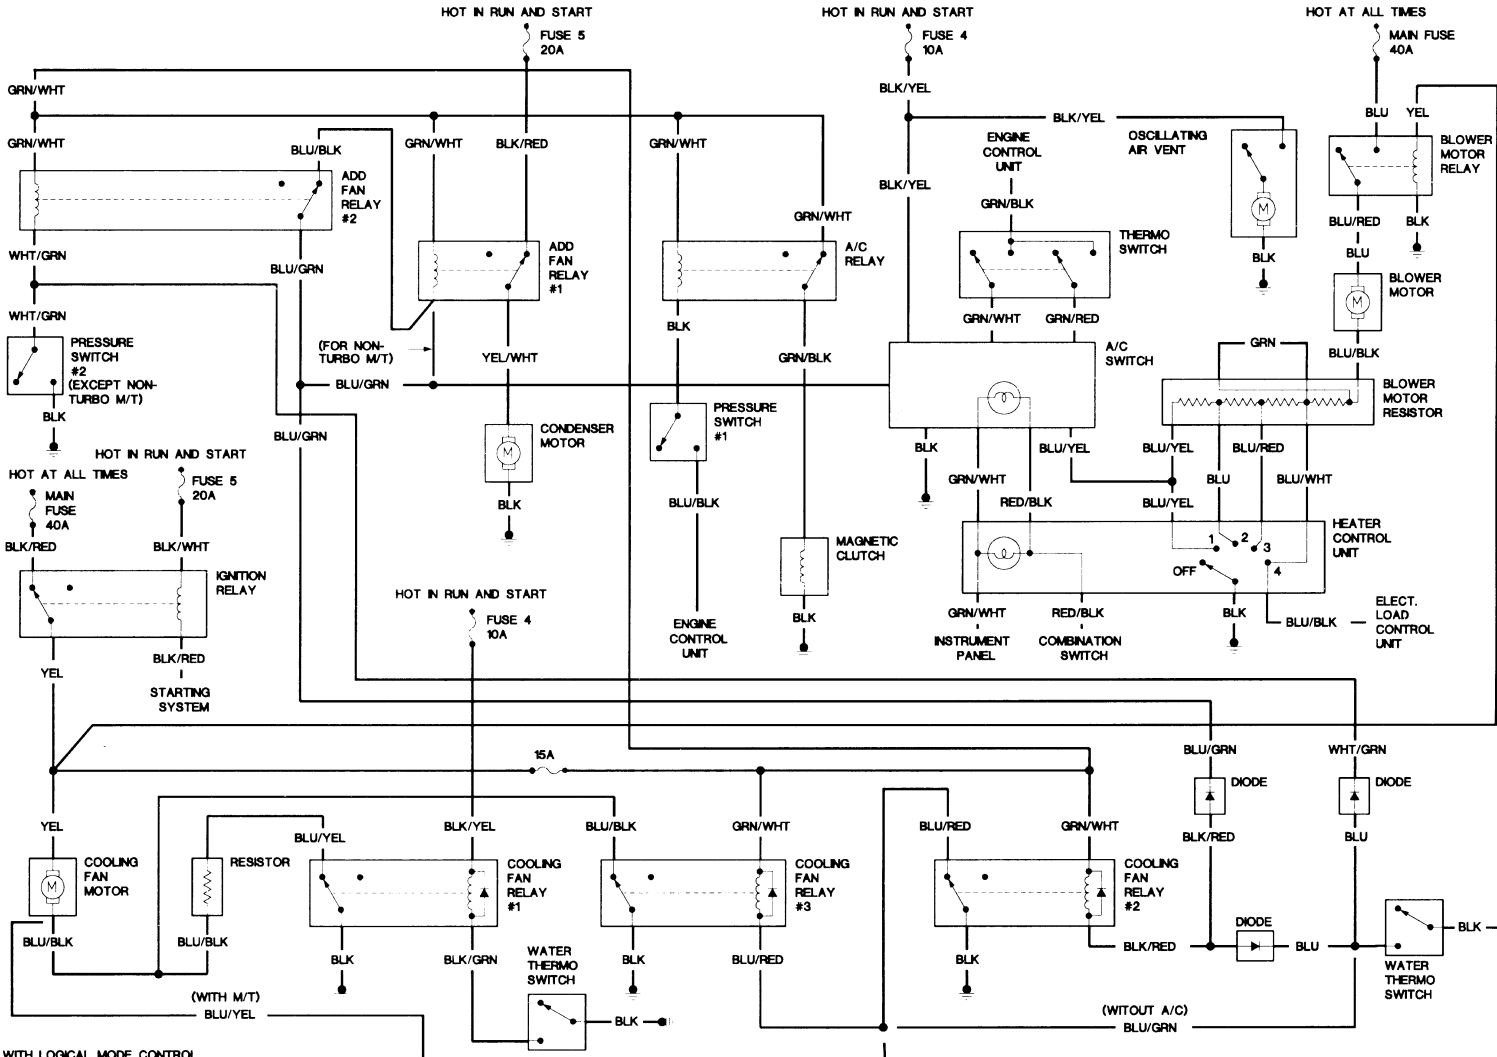 HOT IN RUN AND START
FUSE 5
20A
HOT IN RUN AND START
FUSE 4
10A
HOT AT ALL TIMES
MAIN FUSE
40A
GRN/WHT
GRN/WHT
BLU/BLK
GRN/WHT
BLK/RED
GRN/WHT
BLK/YEL
BLK/YEL
BLK/YEL
ENGINE
CONTROL
UNIT
GRN/BLK
OSCILLATING
AIR VENT
BLU
YEL
BLOWER
MOTOR
RELAY
ADD
FAN
RELAY
#2
GRN/WHT
WHT/GRN
BLU/GRN
ADD
FAN
RELAY
#1
A/C
RELAY
THERMO
SWITCH
M
BLK
BLU/RED
BLK
BLU
BLOWER
MOTOR
M
WHT/GRN
BLK
GRN/WHT
GRN/RED
PRESSURE
SWITCH
#2
(EXCEPT NON-
TURBO M/T)
(FOR NON-
TURBO M/T)
YEL/WHT
GRN/BLK
A/C
SWITCH
GRN
BLU/BLK
BLU/GRN
BLOWER
MOTOR
RESISTOR
BLK
BLU/GRN
CONDENSER
MOTOR
M
PRESSURE
SWITCH
#1
BLK
BLU/YEL
BLU/YEL
BLU/RED
HOT IN RUN AND START
FUSE 5
20A
HOT AT ALL TIMES
MAIN
FUSE
40A
GRN/WHT
BLU
BLU/WHT
BLK
BLU/BLK
RED/BLK
BLU/YEL
BLK/RED
BLK/WHT
MAGNETIC
CLUTCH
HEATER
CONTROL
UNIT
1
2
3
4
OFF
IGNITION
RELAY
HOT IN RUN AND START
FUSE 4
10A
BLK
GRN/WHT
RED/BLK
BLK
BLU/BLK
ELECT.
LOAD
CONTROL
UNIT
ENGINE
CONTROL
UNIT
INSTRUMENT
PANEL
COMBINATION
SWITCH
BLK/RED
YEL
STARTING
SYSTEM
15A
BLU/GRN
WHT/GRN
DIODE
DIODE
YEL
BLU/YEL
BLK/YEL
BLU/BLK
GRN/WHT
BLU/RED
GRN/WHT
BLK/RED
BLU
COOLING
FAN
MOTOR
M
RESISTOR
COOLING
FAN
RELAY
#1
COOLING
FAN
RELAY
#3
COOLING
FAN
RELAY
#2
DIODE
BLU/BLK
BLU/BLK
BLK
BLK/GRN
WATER
THERMO
SWITCH
BLK
BLU/RED
BLK
BLK/RED
BLU
BLK
WATER
THERMO
SWITCH
(WITH M/T)
BLU/YEL
BLK
(WITOUT A/C)
BLU/GRN
WITH LOGICAL MODE CONTROL